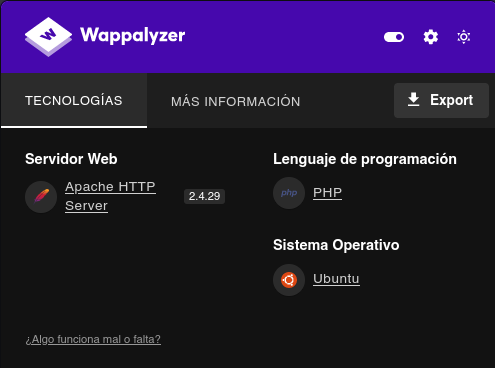 Wappalyzer
TECNOLOGÍAS
MÁS INFORMACIÓN
Export
Servidor Web
Apache HTTP
Server
2.4.29
Lenguaje de programación
php
PHP
Sistema Operativo
Ubuntu
¿Algo funciona mal o falta?